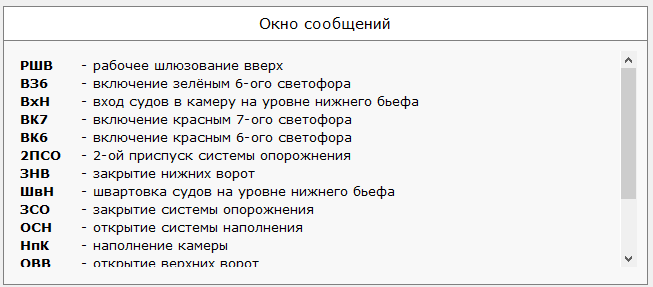 Окно сообщений
РШВ - рабочее шлюзование вверх
ВЗ6 - включение зелёным 6-ого светофора
ВхН - вход судов в камеру на уровне нижнего бьефа
ВК7 - включение красным 7-ого светофора
ВК6 - включение красным 6-ого светофора
2ПСО - 2-ой приспуск системы опорожнения
ЗНВ - закрытие нижних ворот
ШвН - швартовка судов на уровне нижнего бьефа
ЗСО - закрытие системы опорожнения
ОСН - открытие системы наполнения
НпК - наполнение камеры
ОВВ - открытие верхних ворот